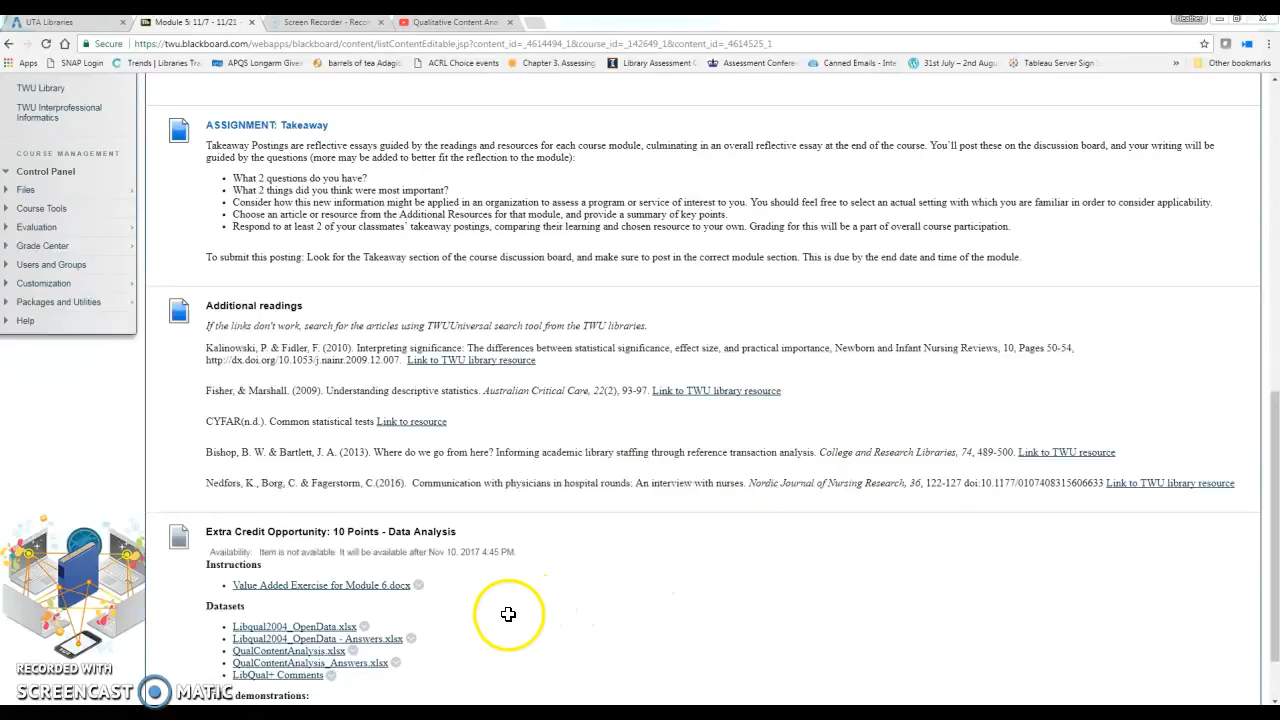 UTA Libraries
Module 5: 11/7 - 11/21
Screen Recorder - Reco
Qualitative Content Ana
Heather
Secure
https://twu.blackboard.com/webapps/blackboard/content/listContentEditable.jsp?content_id=_4614494_1&course_id=_142649_1&content_id=_4614525_1
Apps
SNAP Login
Trends | Libraries Tra
APQS Longarm Give
barrels of tea Adagio
ACRL Choice events
Chapter 3. Assessing
Library Assessment C
Assessment Confere
Canned Emails - Inte
31st July – 2nd Augu
Tableau Server Sign
»
Other bookmarks
TWU Library
TWU Interprofessional
Informatics
COURSE MANAGEMENT
Control Panel
Files
Course Tools
Evaluation
Grade Center
Users and Groups
Customization
Packages and Utilities
Help
ASSIGNMENT: Takeaway
Takeaway Postings are reflective essays guided by the readings and resources for each course module, culminating in an overall reflective essay at the end of the course. You’ll post these on the discussion board, and your writing will be
guided by the questions (more may be added to better fit the reflection to the module):
• What 2 questions do you have?
• What 2 things did you think were most important?
• Consider how this new information might be applied in an organization to assess a program or service of interest to you. You should feel free to select an actual setting with which you are familiar in order to consider applicability.
• Choose an article or resource from the Additional Resources for that module, and provide a summary of key points.
• Respond to at least 2 of your classmates’ takeaway postings, comparing their learning and chosen resource to your own. Grading for this will be a part of overall course participation.
To submit this posting: Look for the Takeaway section of the course discussion board, and make sure to post in the correct module section. This is due by the end date and time of the module.
Additional readings
If the links don't work, search for the articles using TWUUniversal search tool from the TWU libraries.
Kalinowski, P. & Fidler, F. (2010). Interpreting significance: The differences between statistical significance, effect size, and practical importance, Newborn and Infant Nursing Reviews, 10, Pages 50-54,
http://dx.doi.org/10.1053/j.nainr.2009.12.007. Link to TWU library resource
Fisher, & Marshall. (2009). Understanding descriptive statistics. Australian Critical Care, 22(2), 93-97. Link to TWU library resource
CYFAR(n.d.). Common statistical tests Link to resource
Bishop, B. W. & Bartlett, J. A. (2013). Where do we go from here? Informing academic library staffing through reference transaction analysis. College and Research Libraries, 74, 489-500. Link to TWU resource
Nedfors, K., Borg, C. & Fagerstorn, C.(2016). Communication with physicians in hospital rounds: An interview with nurses. Nordic Journal of Nursing Research, 36, 122-127 doi:10.1177/0107408315606633 Link to TWU library resource
Extra Credit Opportunity: 10 Points - Data Analysis
Availability: Item is not available. It will be available after Nov 10, 2017 4:45 PM.
Instructions
• Value Added Exercise for Module 6.docx
Datasets
• Libqual2004_OpenData.xlsx
• Libqual2004_OpenData - Answers.xlsx
• QualContentAnalysis.xlsx
• QualContentAnalysis_Answers.xlsx
• LibQual+ Comments
demonstrations:
RECORDED WITH
SCREENCAST MATIC